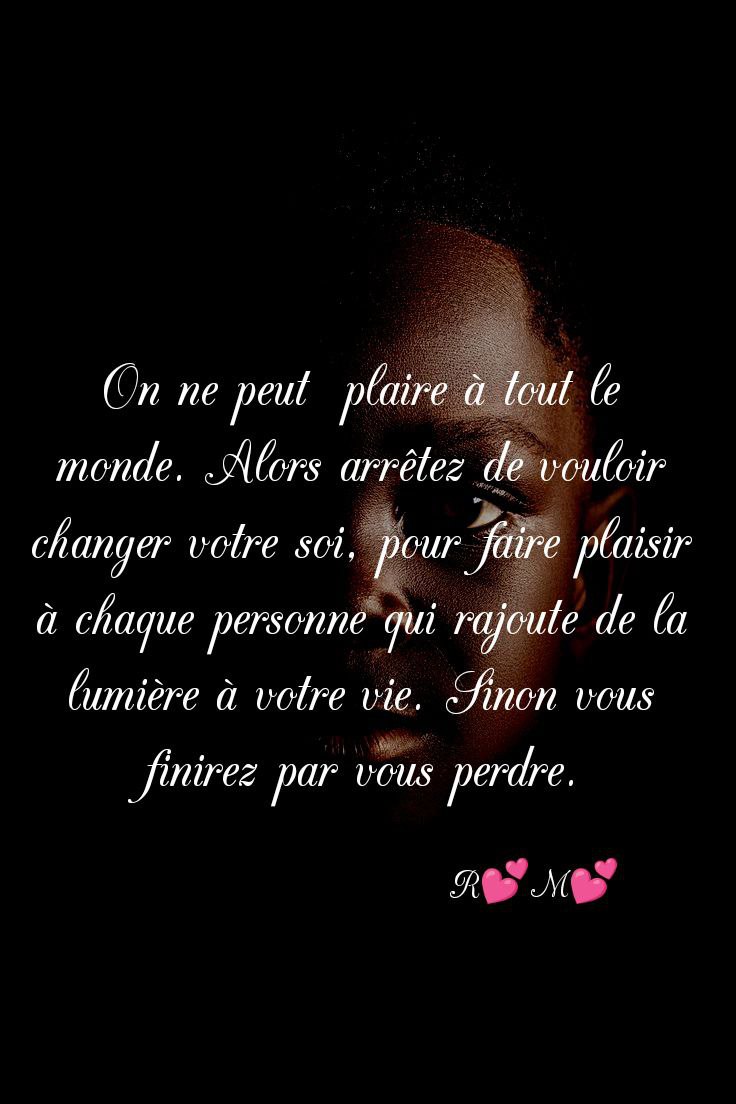 On ne peut  plaire à tout le
monde. Alors arrêtez de vouloir
changer votre soi, pour faire plaisir
à chaque personne qui rajoute de la
lumière à votre vie. Sinon vous
finirez par vous perdre.
R💕 M💕